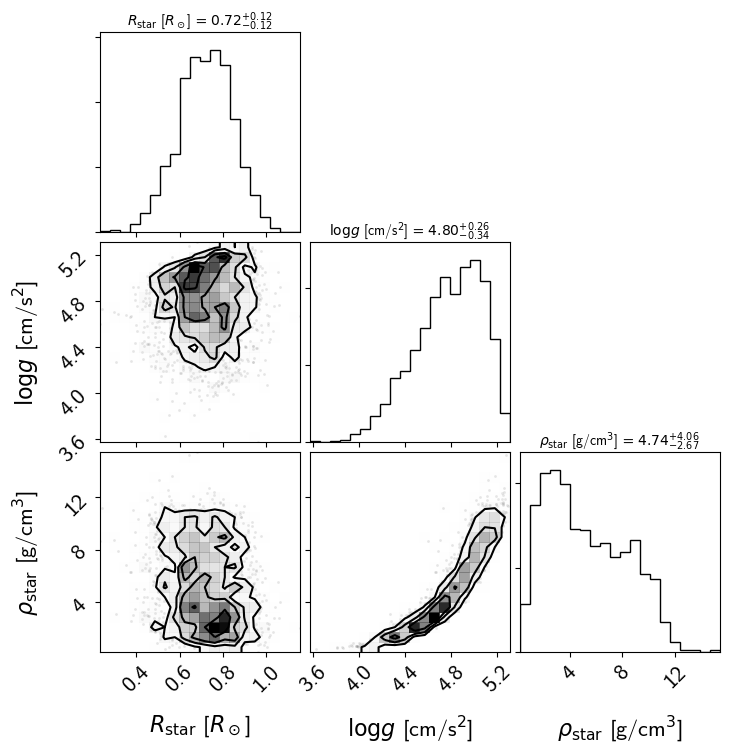 R_star [R_⊙] = 0.72^{+0.12}_{-0.12}
logg [cm/s²] = 4.80^{+0.26}_{-0.34}
5.2
4.8
4.4
4.0
3.6
logg [cm/s²]
ρ_star [g/cm³] = 4.74^{+4.06}_{-2.67}
12
8
4
ρ_star [g/cm³]
0.4 0.6 0.8 1.0 3.6 4.0 4.4 4.8 5.2 4 8 12
R_star [R_⊙] logg [cm/s²] ρ_star [g/cm³]